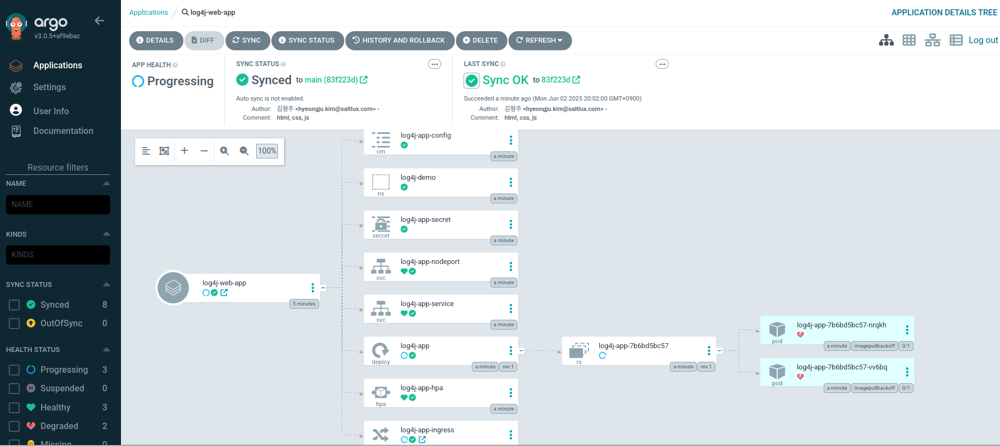 argo
v3.0.5+af9ebac
Applications
Settings
User Info
Documentation
Resource filters
NAME
NAME
KINDS
KINDS
SYNC STATUS
Synced 8
OutOfSync 0
HEALTH STATUS
Progressing 3
Suspended 0
Healthy 3
Degraded 2
Missing 0
Applications / log4j-web-app
APPLICATION DETAILS TREE
DETAILS DIFF SYNC SYNC STATUS HISTORY AND ROLLBACK DELETE REFRESH
Log out
APP HEALTH
Progressing
SYNC STATUS
Synced to main (83f223d)
Auto sync is not enabled.
Author: 김형주 <hyeongju.kim@saltlux.com> -
Comment: html, css, js
LAST SYNC
Sync OK to 83f223d
Succeeded a minute ago (Mon Jun 02 2025 20:02:00 GMT+0900)
Author: 김형주 <hyeongju.kim@saltlux.com> -
Comment: html, css, js
100%
log4j-web-app
5 minutes
log4j-app-config
cm
a minute
log4j-demo
ns
a minute
log4j-app-secret
secret
a minute
log4j-app-nodeport
svc
a minute
log4j-app-service
svc
a minute
log4j-app
deploy
a minute rev:1
log4j-app-hpa
hpa
a minute
log4j-app-ingress
log4j-app-7b6bd5bc57
rs
a minute rev:1
log4j-app-7b6bd5bc57-nrqkh
pod
a minute imagepullbackoff 0/1
log4j-app-7b6bd5bc57-vv6bq
pod
a minute imagepullbackoff 0/1